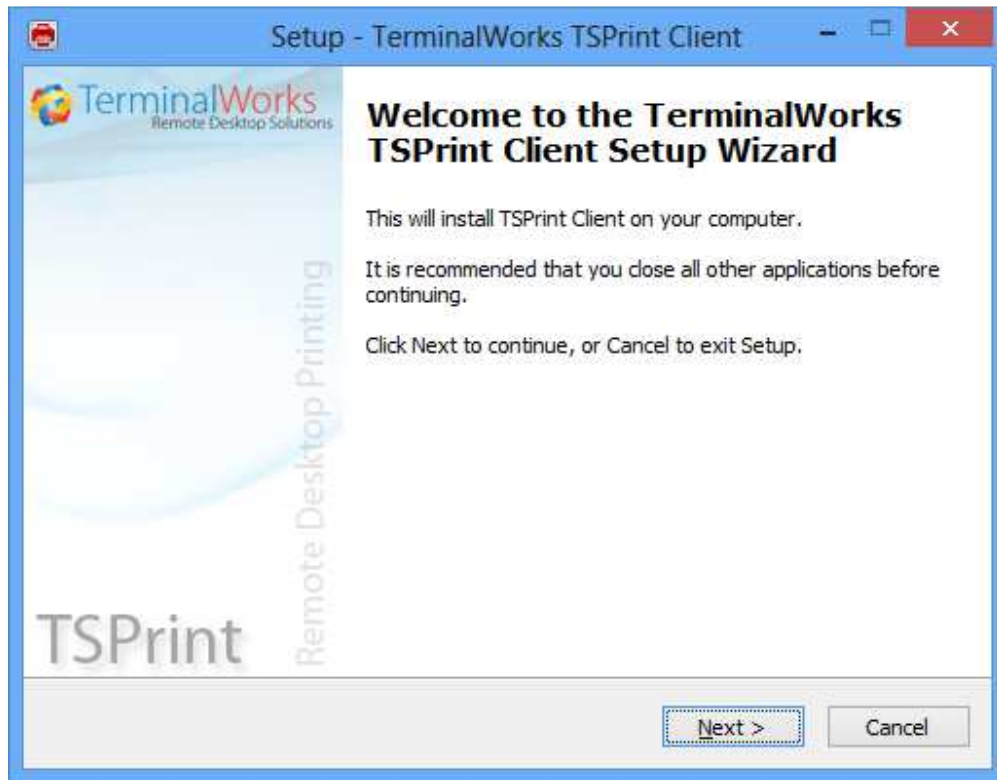 Setup - TerminalWorks TSPrint Client
TerminalWorks
Remote Desktop Solutions
Welcome to the TerminalWorks
TSPrint Client Setup Wizard
This will install TSPrint Client on your computer.
It is recommended that you close all other applications before
continuing.
Click Next to continue, or Cancel to exit Setup.
Remote Desktop Printing
TSPrint
Next >
Cancel